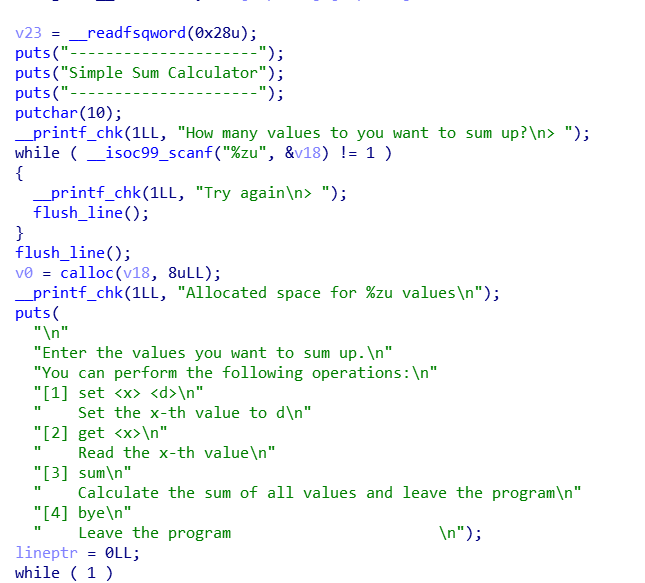 v23 = __readfsqword(0x28u);
puts("---------------------");
puts("Simple Sum Calculator");
puts("---------------------");
putchar(10);
__printf_chk(1LL, "How many values to you want to sum up?\n> ");
while ( __isoc99_scanf("%zu", &v18) != 1 )
{
  __printf_chk(1LL, "Try again\n> ");
  flush_line();
}
flush_line();
v0 = calloc(v18, 8uLL);
__printf_chk(1LL, "Allocated space for %zu values\n");
puts(
  "\n"
  "Enter the values you want to sum up.\n"
  "You can perform the following operations:\n"
  "[1] set <x> <d>\n"
  "    Set the x-th value to d\n"
  "[2] get <x>\n"
  "    Read the x-th value\n"
  "[3] sum\n"
  "    Calculate the sum of all values and leave the program\n"
  "[4] bye\n"
  "    Leave the program                    \n");
lineptr = 0LL;
while ( 1 )